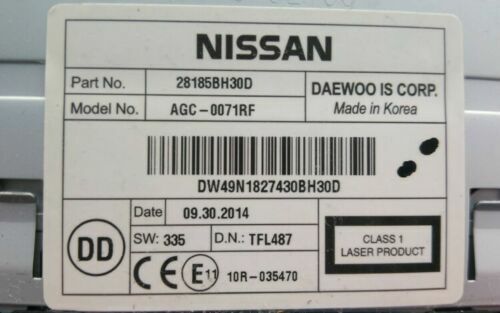 NISSAN
Part No. 28185BH30D
DAEWOO IS CORP.
Model No. AGC-0071RF
Made in Korea
DW49N1827430BH30D
DD
Date 09.30.2014
SW: 335 D.N.: TFL487
CE E11 10R-035470
CLASS 1
LASER PRODUCT